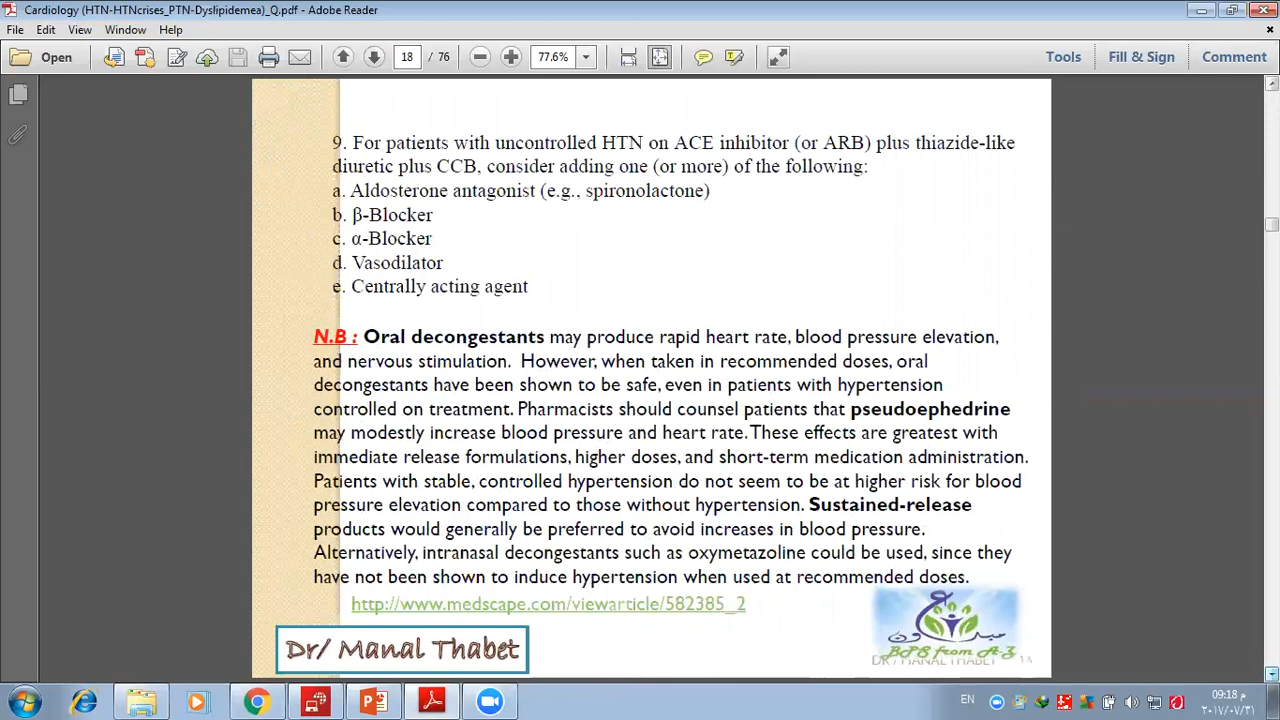 Cardiology (HTN-HTNcrises_PTN-Dyslipidemea)_Q.pdf - Adobe Reader
File Edit View Window Help
Open 18 / 76 77.6% Tools Fill & Sign Comment
9. For patients with uncontrolled HTN on ACE inhibitor (or ARB) plus thiazide-like
diuretic plus CCB, consider adding one (or more) of the following:
a. Aldosterone antagonist (e.g., spironolactone)
b. β-Blocker
c. α-Blocker
d. Vasodilator
e. Centrally acting agent
N.B : Oral decongestants may produce rapid heart rate, blood pressure elevation,
and nervous stimulation. However, when taken in recommended doses, oral
decongestants have been shown to be safe, even in patients with hypertension
controlled on treatment. Pharmacists should counsel patients that pseudoephedrine
may modestly increase blood pressure and heart rate. These effects are greatest with
immediate release formulations, higher doses, and short-term medication administration.
Patients with stable, controlled hypertension do not seem to be at higher risk for blood
pressure elevation compared to those without hypertension. Sustained-release
products would generally be preferred to avoid increases in blood pressure.
Alternatively, intranasal decongestants such as oxymetazoline could be used, since they
have not been shown to induce hypertension when used at recommended doses.
http://www.medscape.com/viewarticle/582385_2
Dr/ Manal Thabet
BPS from A-Z
DR / MANAL THABET ١٨
EN
09:18 م
٢٠١٧/٠٧/٣١